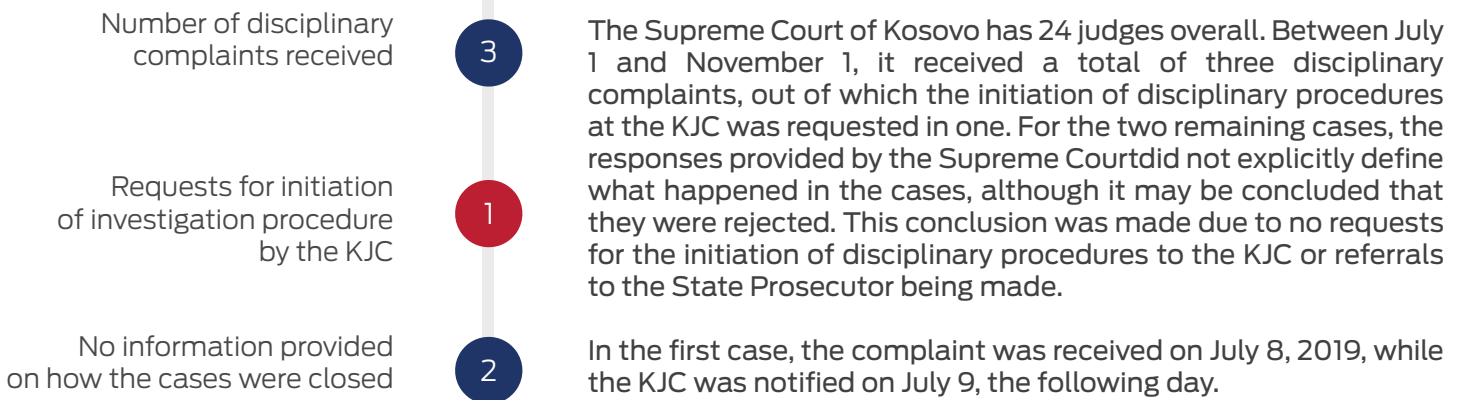 Number of disciplinary
complaints received
3
Requests for initiation
of investigation procedure
by the KJC
1
No information provided
on how the cases were closed
2
The Supreme Court of Kosovo has 24 judges overall. Between July
1 and November 1, it received a total of three disciplinary
complaints, out of which the initiation of disciplinary procedures
at the KJC was requested in one. For the two remaining cases, the
responses provided by the Supreme Courtdid not explicitly define
what happened in the cases, although it may be concluded that
they were rejected. This conclusion was made due to no requests
for the initiation of disciplinary procedures to the KJC or referrals
to the State Prosecutor being made.
In the first case, the complaint was received on July 8, 2019, while
the KJC was notified on July 9, the following day.